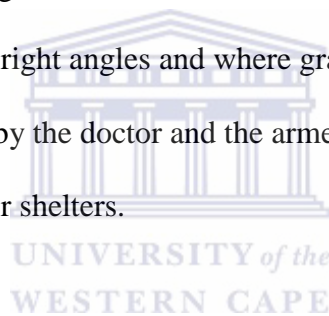 right angles and where gra
by the doctor and the arme
r shelters.
UNIVERSITY of the
WESTERN CAPE